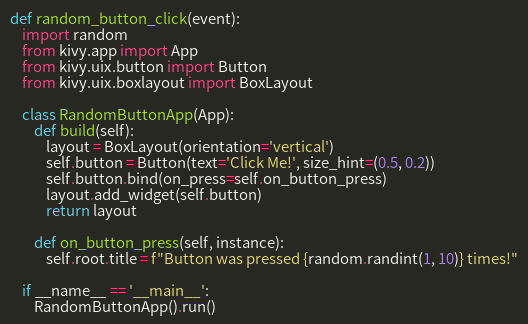 def random_button_click(event):
    import random
    from kivy.app import App
    from kivy.uix.button import Button
    from kivy.uix.boxlayout import BoxLayout

    class RandomButtonApp(App):
        def build(self):
            layout = BoxLayout(orientation='vertical')
            self.button = Button(text='Click Me!', size_hint=(0.5, 0.2))
            self.button.bind(on_press=self.on_button_press)
            layout.add_widget(self.button)
            return layout

        def on_button_press(self, instance):
            self.root.title = f"Button was pressed {random.randint(1, 10)} times!"

    if __name__ == '__main__':
        RandomButtonApp().run()